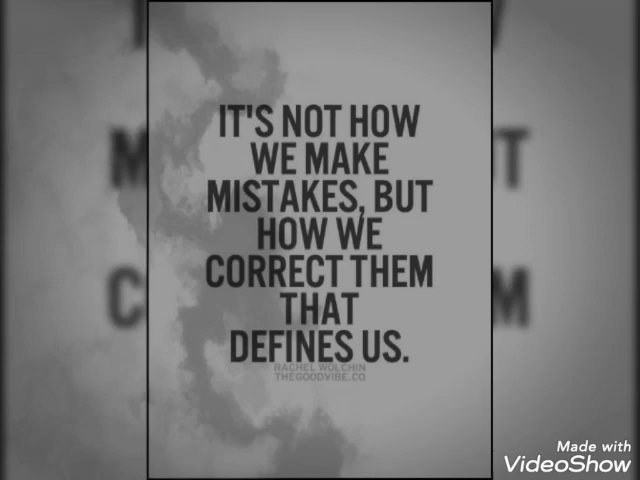 IT'S NOT HOW
WE MAKE
MISTAKES, BUT
HOW WE
CORRECT THEM
THAT
DEFINES US.
RACHEL WOLCHIN
THEGOODVIBE.CO
Made with
VideoShow